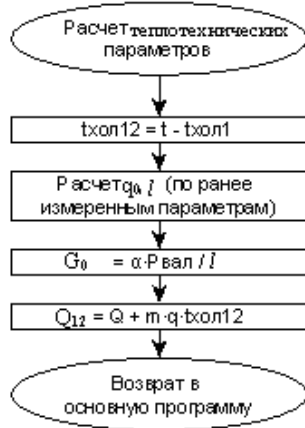 Расчет теплотехнических
параметров
tхол12 = t - tхол1
Расчет q₀, l (по ранее
измеренным параметрам)
G₀ = α·Рвал / l
Q₁₂ = Q + m·q·tхол12
Возврат в
основную программу